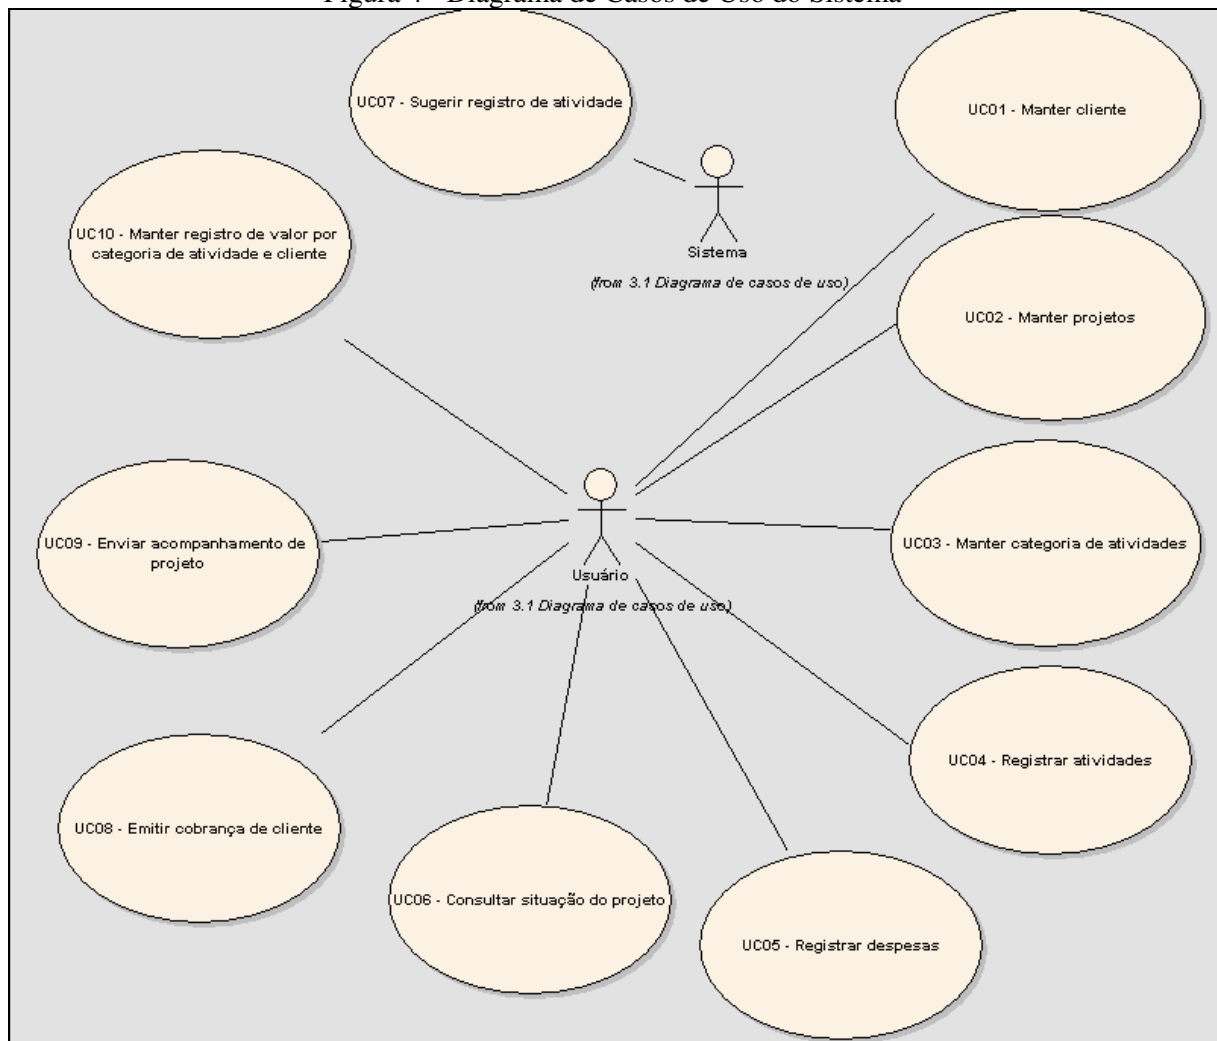 Figura 4 - Diagrama de Casos de Uso do Sistema
UC07 - Sugerir registro de atividade
UC01 - Manter cliente
UC10 - Manter registro de valor por
categoria de atividade e cliente
Sistema
(from 3.1 Diagrama de casos de uso)
UC02 - Manter projetos
UC09 - Enviar acompanhamento de
projeto
UC03 - Manter categoria de atividades
Usuário
(from 3.1 Diagrama de casos de uso)
UC04 - Registrar atividades
UC08 - Emitir cobrança de cliente
UC06 - Consultar situação do projeto
UC05 - Registrar despesas